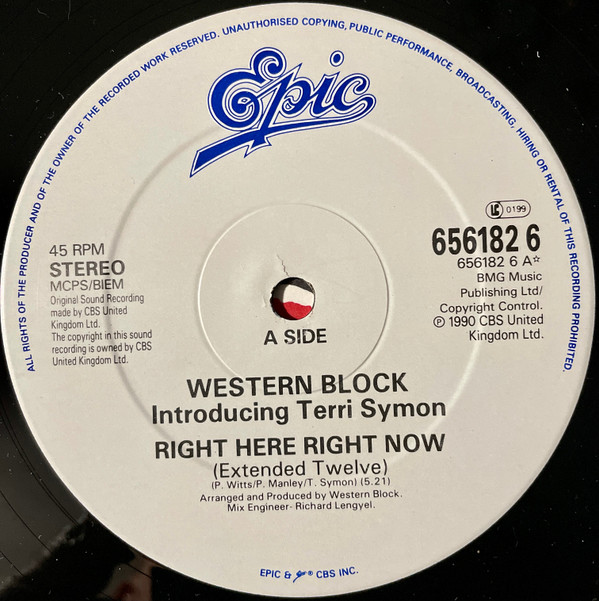 ALL RIGHTS OF THE PRODUCER AND OF THE OWNER OF THE RECORDED WORK RESERVED. UNAUTHORISED COPYING, PUBLIC PERFORMANCE, BROADCASTING, HIRING OR RENTAL OF THIS RECORDING PROHIBITED.
Epic
LC 0199
45 RPM
STEREO
MCPS/BIEM
Original Sound Recording
made by CBS United
Kingdom Ltd.
The copyright in this sound
recording is owned by CBS
United Kingdom Ltd.
656182 6
656182 6 A☆
BMG Music
Publishing Ltd/
Copyright Control.
℗ 1990 CBS United
Kingdom Ltd.
A SIDE
WESTERN BLOCK
Introducing Terri Symon
RIGHT HERE RIGHT NOW
(Extended Twelve)
(P. Witts/P. Manley/T. Symon) (5.21)
Arranged and Produced by Western Block.
Mix Engineer- Richard Lengyel.
EPIC & ® CBS INC.